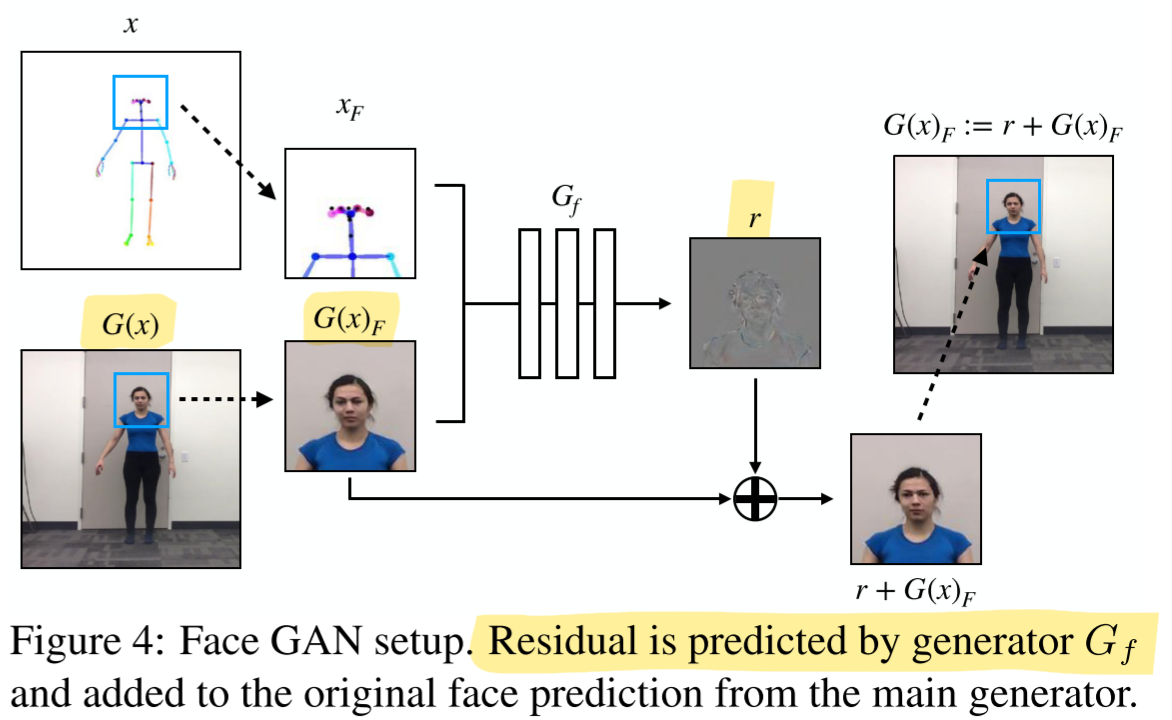 x
x_F
G(x)_F := r + G(x)_F
G_f
r
G(x)
G(x)_F
r + G(x)_F
Figure 4: Face GAN setup. Residual is predicted by generator G_f
and added to the original face prediction from the main generator.